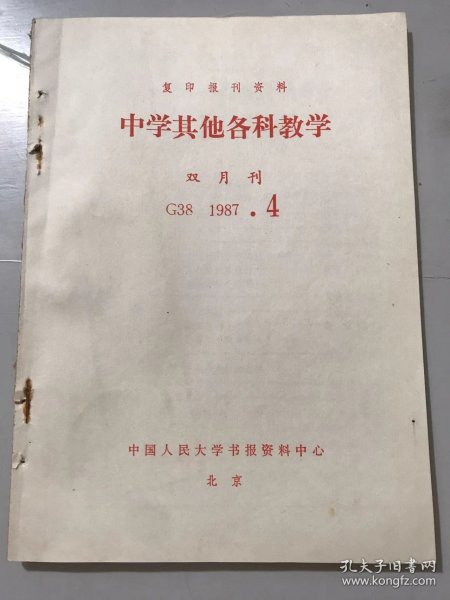 复印报刊资料
中学其他各科教学
双月刊
G38 1987.4
中国人民大学书报资料中心
北京
孔夫子旧书网
www.kongfz.com